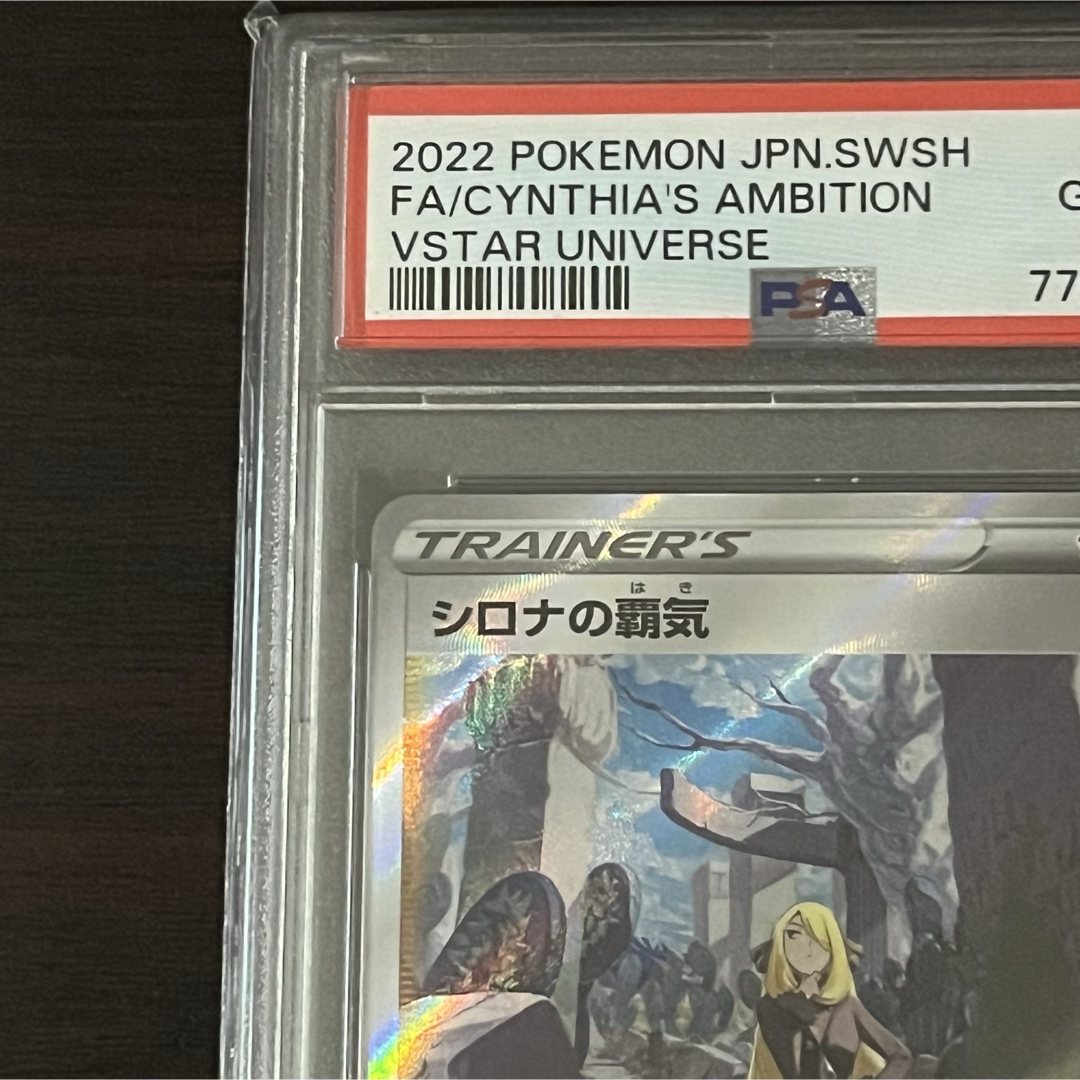 2022 POKEMON JPN.SWSH
FA/CYNTHIA'S AMBITION
G
VSTAR UNIVERSE
77
PSA
TRAINER'S
はき
シロナの覇気